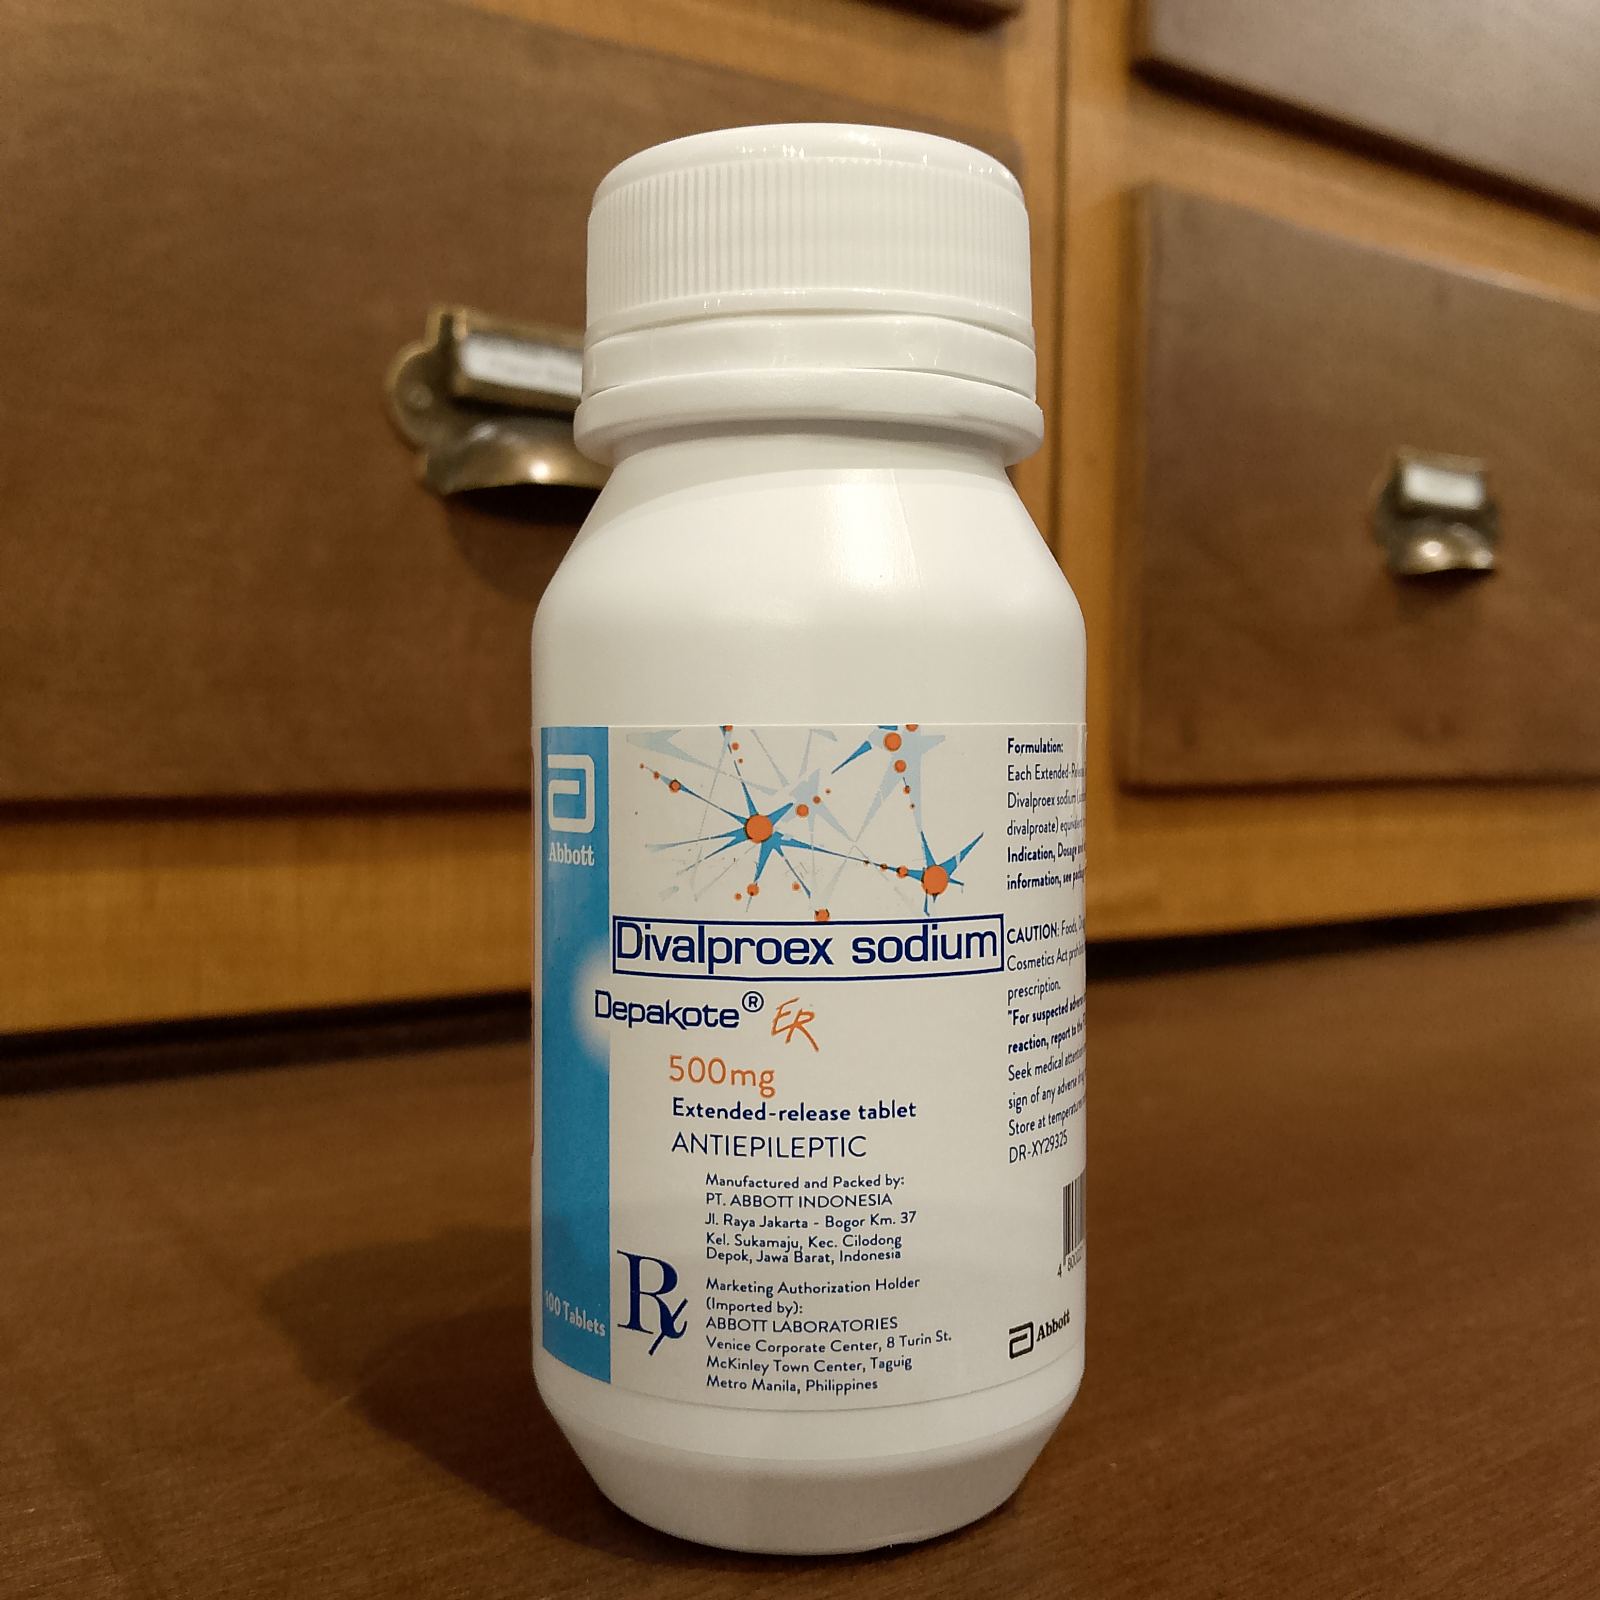 Abbott
Divalproex sodium
Depakote® ER
500mg
Extended-release tablet
ANTIEPILEPTIC
Manufactured and Packed by:
PT. ABBOTT INDONESIA
Jl. Raya Jakarta - Bogor Km. 37
Kel. Sukamaju, Kec. Cilodong
Depok, Jawa Barat, Indonesia
Rx
Marketing Authorization Holder
(Imported by):
ABBOTT LABORATORIES
Venice Corporate Center, 8 Turin St.
McKinley Town Center, Taguig
Metro Manila, Philippines
100 Tablets
Formulation:
Each Extended-
Divalproex sodium
divalproate)
Indication, Dosage
information, see
CAUTION: Foods,
Cosmetics Act
prescription.
"For suspected
reaction, report to the
Seek medical
sign of any adverse
Store at
DR-XY29325
Abbott